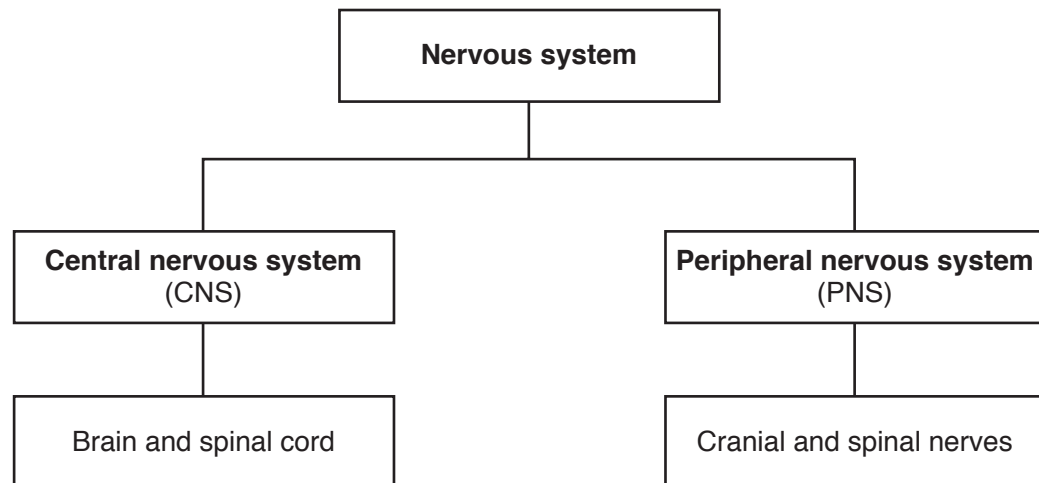 Nervous system
Central nervous system
(CNS)
Peripheral nervous system
(PNS)
Brain and spinal cord
Cranial and spinal nerves